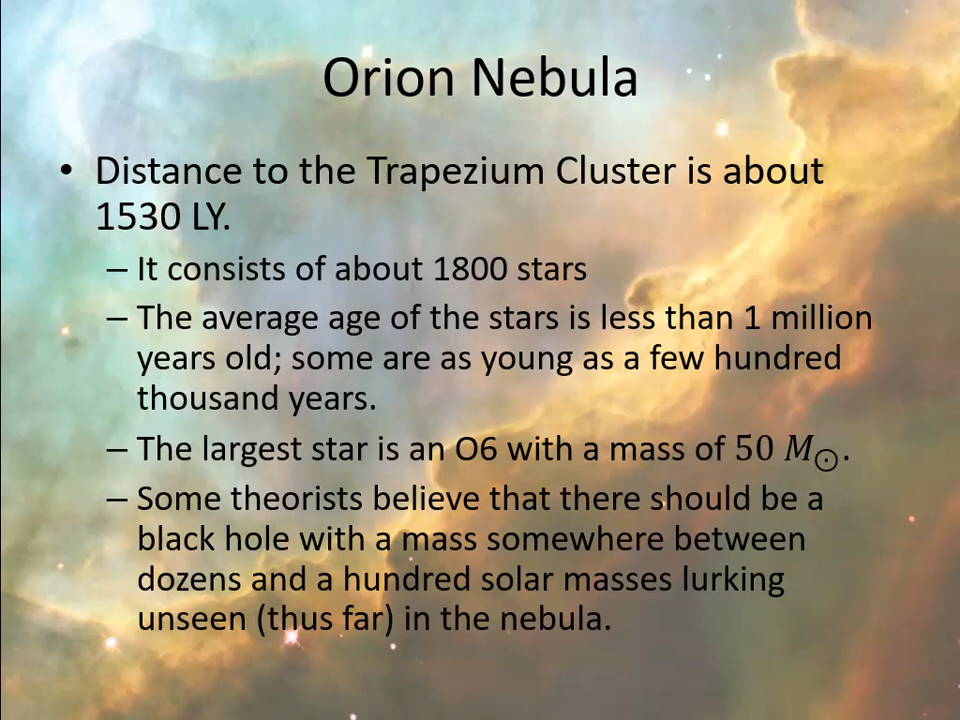 Orion Nebula
• Distance to the Trapezium Cluster is about
1530 LY.
– It consists of about 1800 stars
– The average age of the stars is less than 1 million
years old; some are as young as a few hundred
thousand years.
– The largest star is an O6 with a mass of 50 M⊙.
– Some theorists believe that there should be a
black hole with a mass somewhere between
dozens and a hundred solar masses lurking
unseen (thus far) in the nebula.